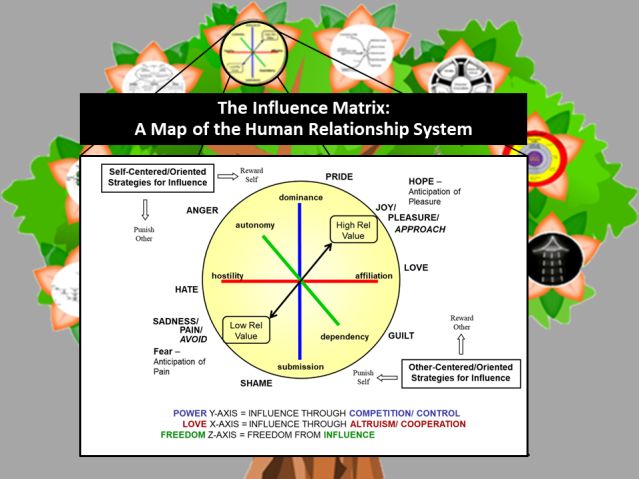 The Influence Matrix:
A Map of the Human Relationship System
Self-Centered/Oriented
Strategies for Influence
Reward
Self
Punish
Other
PRIDE
HOPE –
Anticipation of
Pleasure
JOY/
PLEASURE/
APPROACH
ANGER
dominance
autonomy
High Rel
Value
LOVE
hostility
affiliation
HATE
SADNESS/
PAIN/
AVOID
Fear –
Anticipation of
Pain
Low Rel
Value
dependency
GUILT
submission
SHAME
Reward
Other
Punish
Self
Other-Centered/Oriented
Strategies for Influence
POWER Y-AXIS = INFLUENCE THROUGH COMPETITION/ CONTROL
LOVE X-AXIS = INFLUENCE THROUGH ALTRUISM/ COOPERATION
FREEDOM Z-AXIS = FREEDOM FROM INFLUENCE